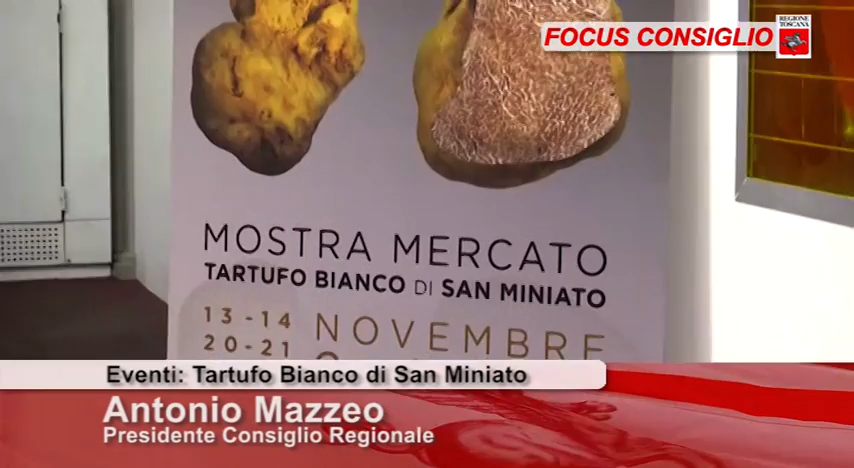 FOCUS CONSIGLIO
REGIONE
TOSCANA
MOSTRA MERCATO
TARTUFO BIANCO DI SAN MINIATO
13 - 14
20 - 21
NOVEMBRE
Eventi: Tartufo Bianco di San Miniato
Antonio Mazzeo
Presidente Consiglio Regionale